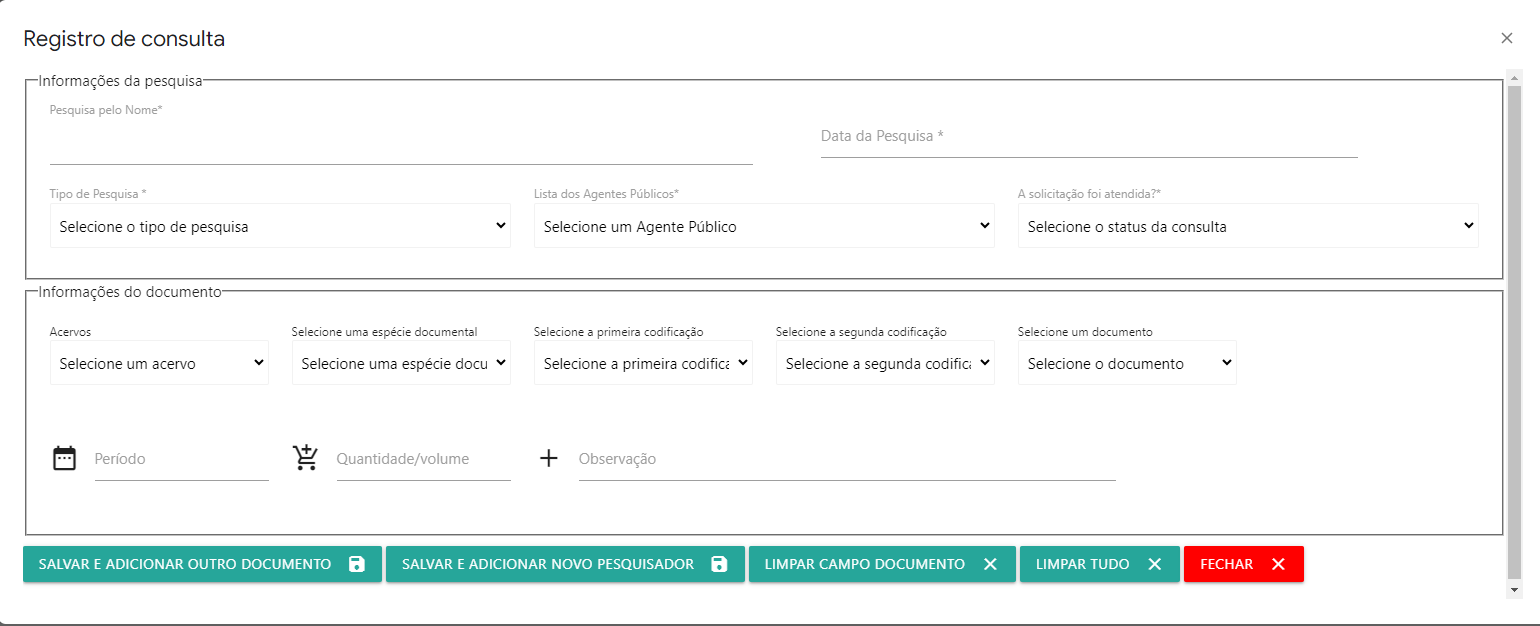 Registro de consulta
Informações da pesquisa
Pesquisa pelo Nome*
Data da Pesquisa *
Tipo de Pesquisa * Lista dos Agentes Públicos* A solicitação foi atendida?*
Selecione o tipo de pesquisa Selecione um Agente Público Selecione o status da consulta
Informações do documento
Acervos Selecione uma espécie documental Selecione a primeira codificação Selecione a segunda codificação Selecione um documento
Selecione um acervo Selecione uma espécie docu Selecione a primeira codifica Selecione a segunda codifica Selecione o documento
Período Quantidade/volume Observação
SALVAR E ADICIONAR OUTRO DOCUMENTO SALVAR E ADICIONAR NOVO PESQUISADOR LIMPAR CAMPO DOCUMENTO LIMPAR TUDO FECHAR